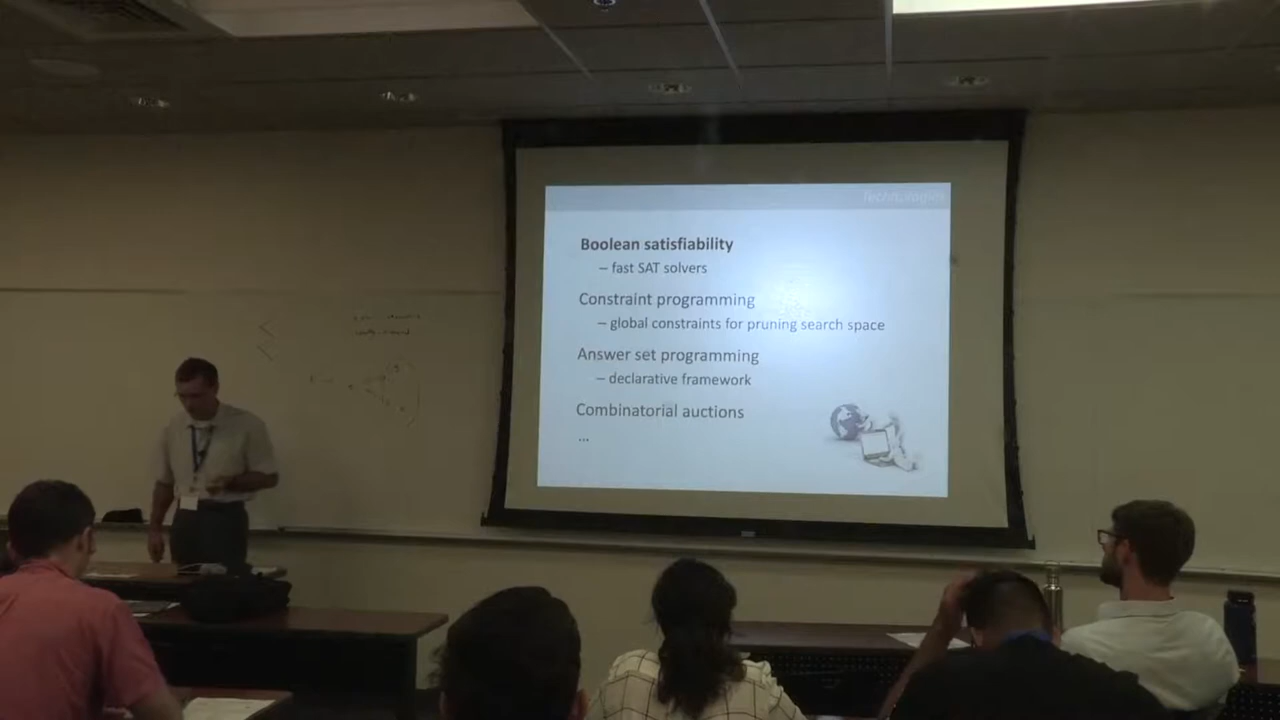 Technologies
Boolean satisfiability
– fast SAT solvers
Constraint programming
– global constraints for pruning search space
Answer set programming
– declarative framework
Combinatorial auctions
...